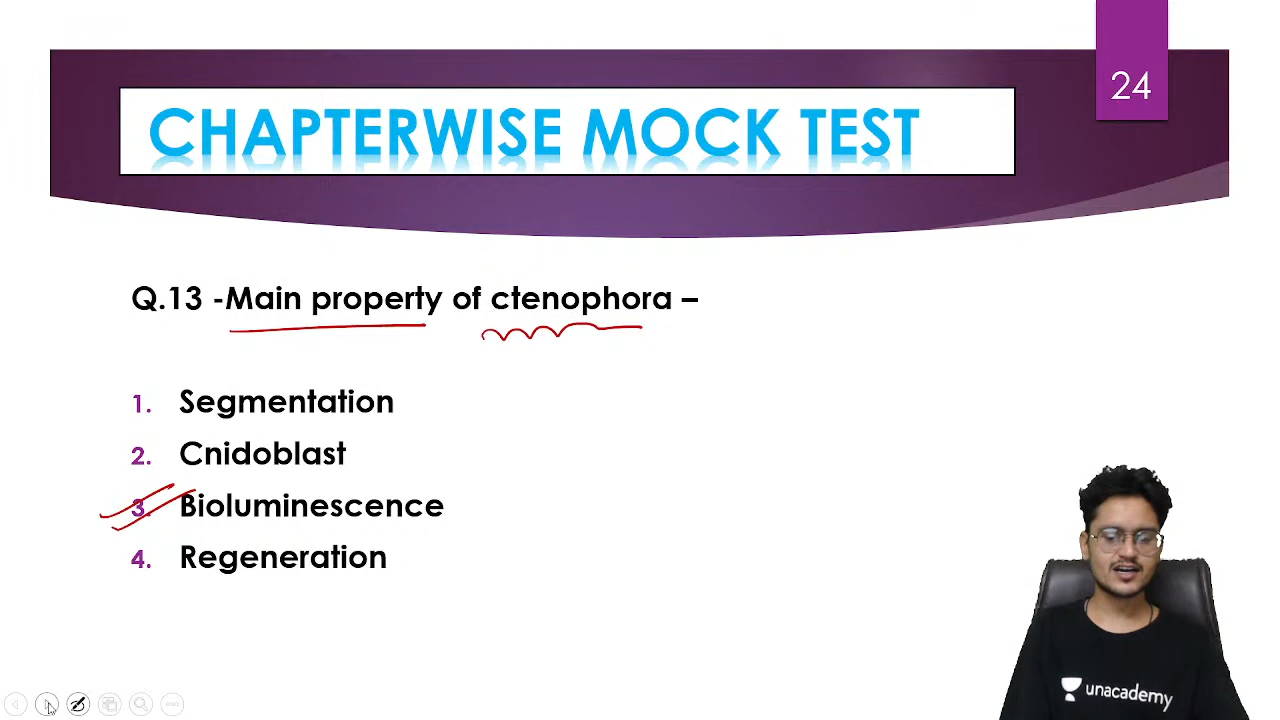 24
CHAPTERWISE MOCK TEST
Q.13 -Main property of ctenophora –
1. Segmentation
2. Cnidoblast
3. Bioluminescence
4. Regeneration
unacademy